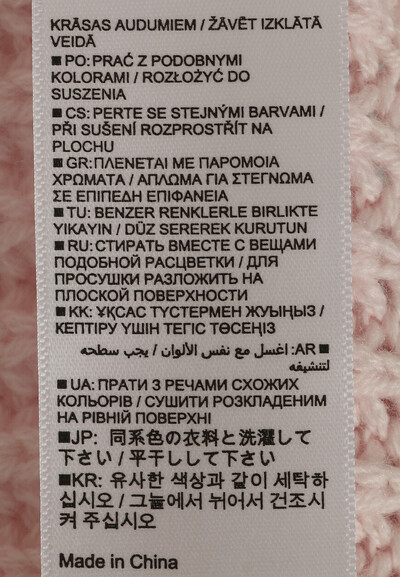 KRĀSAS AUDUMIEM / ŽĀVĒT IZKLĀTĀ
VEIDĀ
■ PO: PRAĆ Z PODOBNYMI
KOLORAMI / ROZŁOŻYĆ DO
SUSZENIA
■ CS: PERTE SE STEJNÝMI BARVAMI /
PŘI SUŠENÍ ROZPROSTŘÍT NA
PLOCHU
■ GR: ΠΛΕΝΕΤΑΙ ΜΕ ΠΑΡΟΜΟΙΑ
ΧΡΩΜΑΤΑ / ΑΠΛΩΜΑ ΓΙΑ ΣΤΕΓΝΩΜΑ
ΣΕ ΕΠΙΠΕΔΗ ΕΠΙΦΑΝΕΙΑ
■ TU: BENZER RENKLERLE BIRLIKTE
YIKAYIN / DÜZ SEREREK KURUTUN
■ RU: СТИРАТЬ ВМЕСТЕ С ВЕЩАМИ
ПОДОБНОЙ РАСЦВЕТКИ / ДЛЯ
ПРОСУШКИ РАЗЛОЖИТЬ НА
ПЛОСКОЙ ПОВЕРХНОСТИ
■ KK: ҰҚСАС ТҮСТЕРМЕН ЖУЫҢЫЗ /
КЕПТІРУ ҮШІН ТЕГІС ТӨСЕҢІЗ
■ AR: اغسل مع نفس الألوان / يجب سطحه
لتنشيفه
■ UA: ПРАТИ З РЕЧАМИ СХОЖИХ
КОЛЬОРІВ / СУШИТИ РОЗКЛАДЕНИМ
НА РІВНІЙ ПОВЕРХНІ
■JP: 同系色の衣料と洗濯して
下さい / 平干しして下さい
■KR: 유사한 색상과 같이 세탁하
십시오 / 그늘에서 뉘어서 건조시
켜 주십시오
Made in China